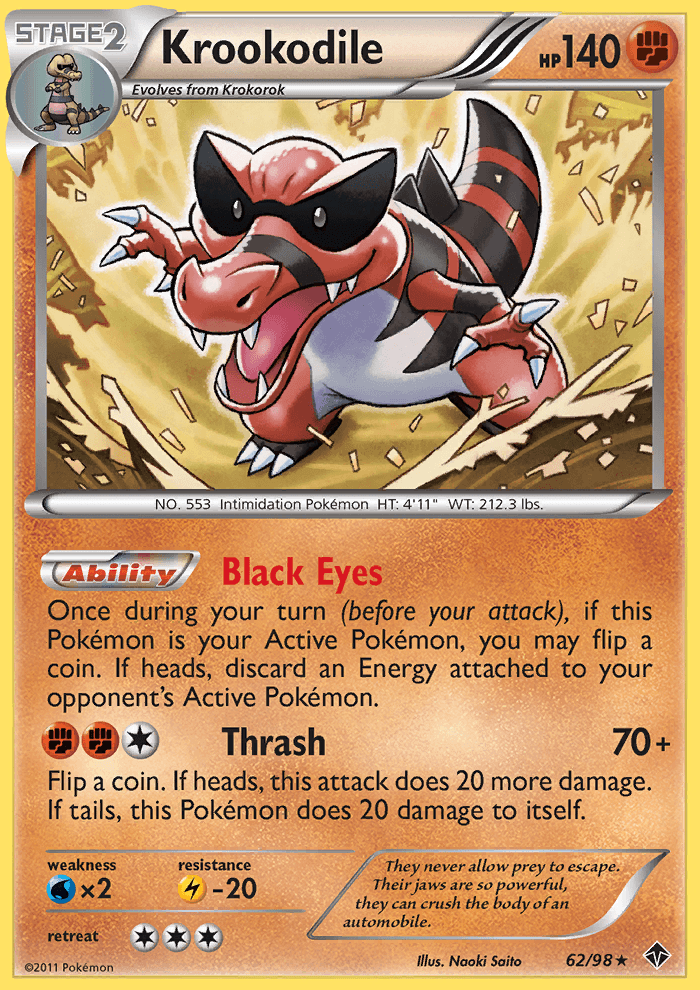 STAGE2
Krookodile
HP140
Evolves from Krokorok
NO. 553 Intimidation Pokémon HT: 4'11" WT: 212.3 lbs.
Ability Black Eyes
Once during your turn (before your attack), if this
Pokémon is your Active Pokémon, you may flip a
coin. If heads, discard an Energy attached to your
opponent's Active Pokémon.
Thrash 70+
Flip a coin. If heads, this attack does 20 more damage.
If tails, this Pokémon does 20 damage to itself.
weakness
×2
resistance
-20
retreat
They never allow prey to escape.
Their jaws are so powerful,
they can crush the body of an
automobile.
©2011 Pokémon
Illus. Naoki Saito
62/98★